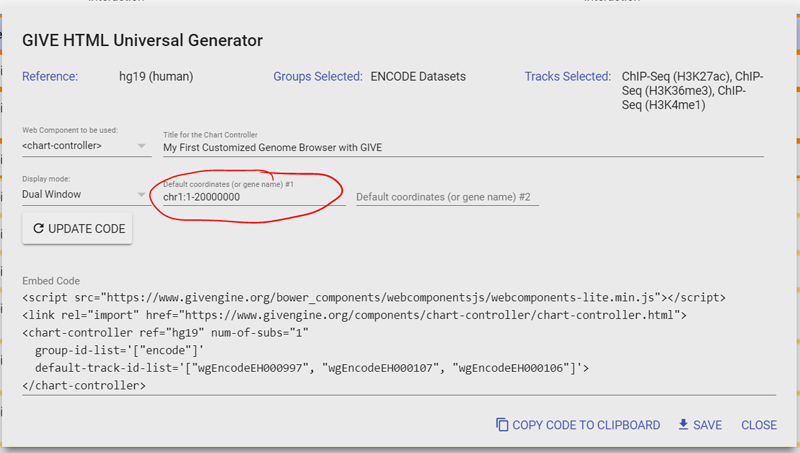 interaction
interaction
GIVE HTML Universal Generator
Reference: hg19 (human) Groups Selected: ENCODE Datasets Tracks Selected: ChIP-Seq (H3K27ac), ChIP-
Seq (H3K36me3), ChIP-
Seq (H3K4me1)
Web Component to be used: Title for the Chart Controller
<chart-controller> My First Customized Genome Browser with GIVE
Display mode: Default coordinates (or gene name) #1
Dual Window chr1:1-20000000 Default coordinates (or gene name) #2
UPDATE CODE
Embed Code
<script src="https://www.givengine.org/bower_components/webcomponentsjs/webcomponents-lite.min.js"></script>
<link rel="import" href="https://www.givengine.org/components/chart-controller/chart-controller.html">
<chart-controller ref="hg19" num-of-subs="1"
group-id-list='["encode"]'
default-track-id-list='["wgEncodeEH000997", "wgEncodeEH000107", "wgEncodeEH000106"]'>
</chart-controller>
COPY CODE TO CLIPBOARD SAVE CLOSE